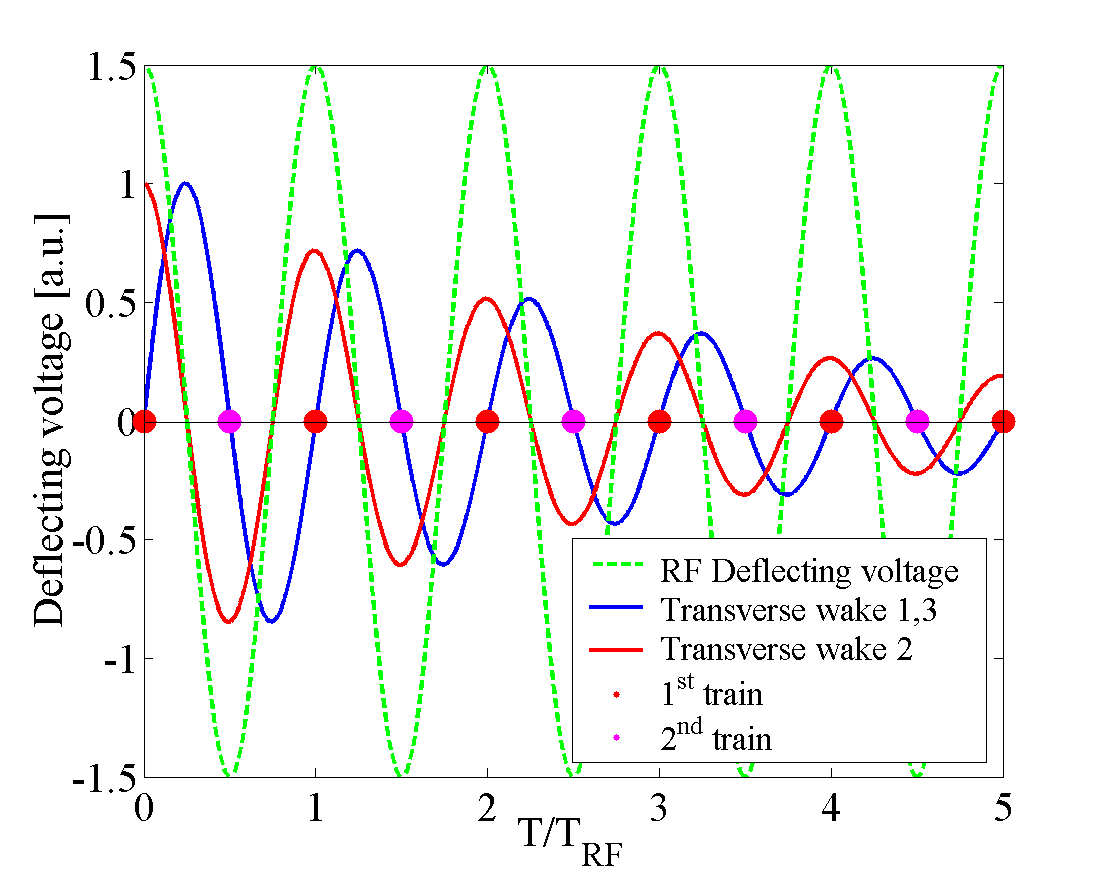 1.5
1
0.5
0
-0.5
-1
-1.5
Deflecting voltage [a.u.]
RF Deflecting voltage
Transverse wake 1,3
Transverse wake 2
1st train
2nd train
0 1 2 3 4 5
T/TRF